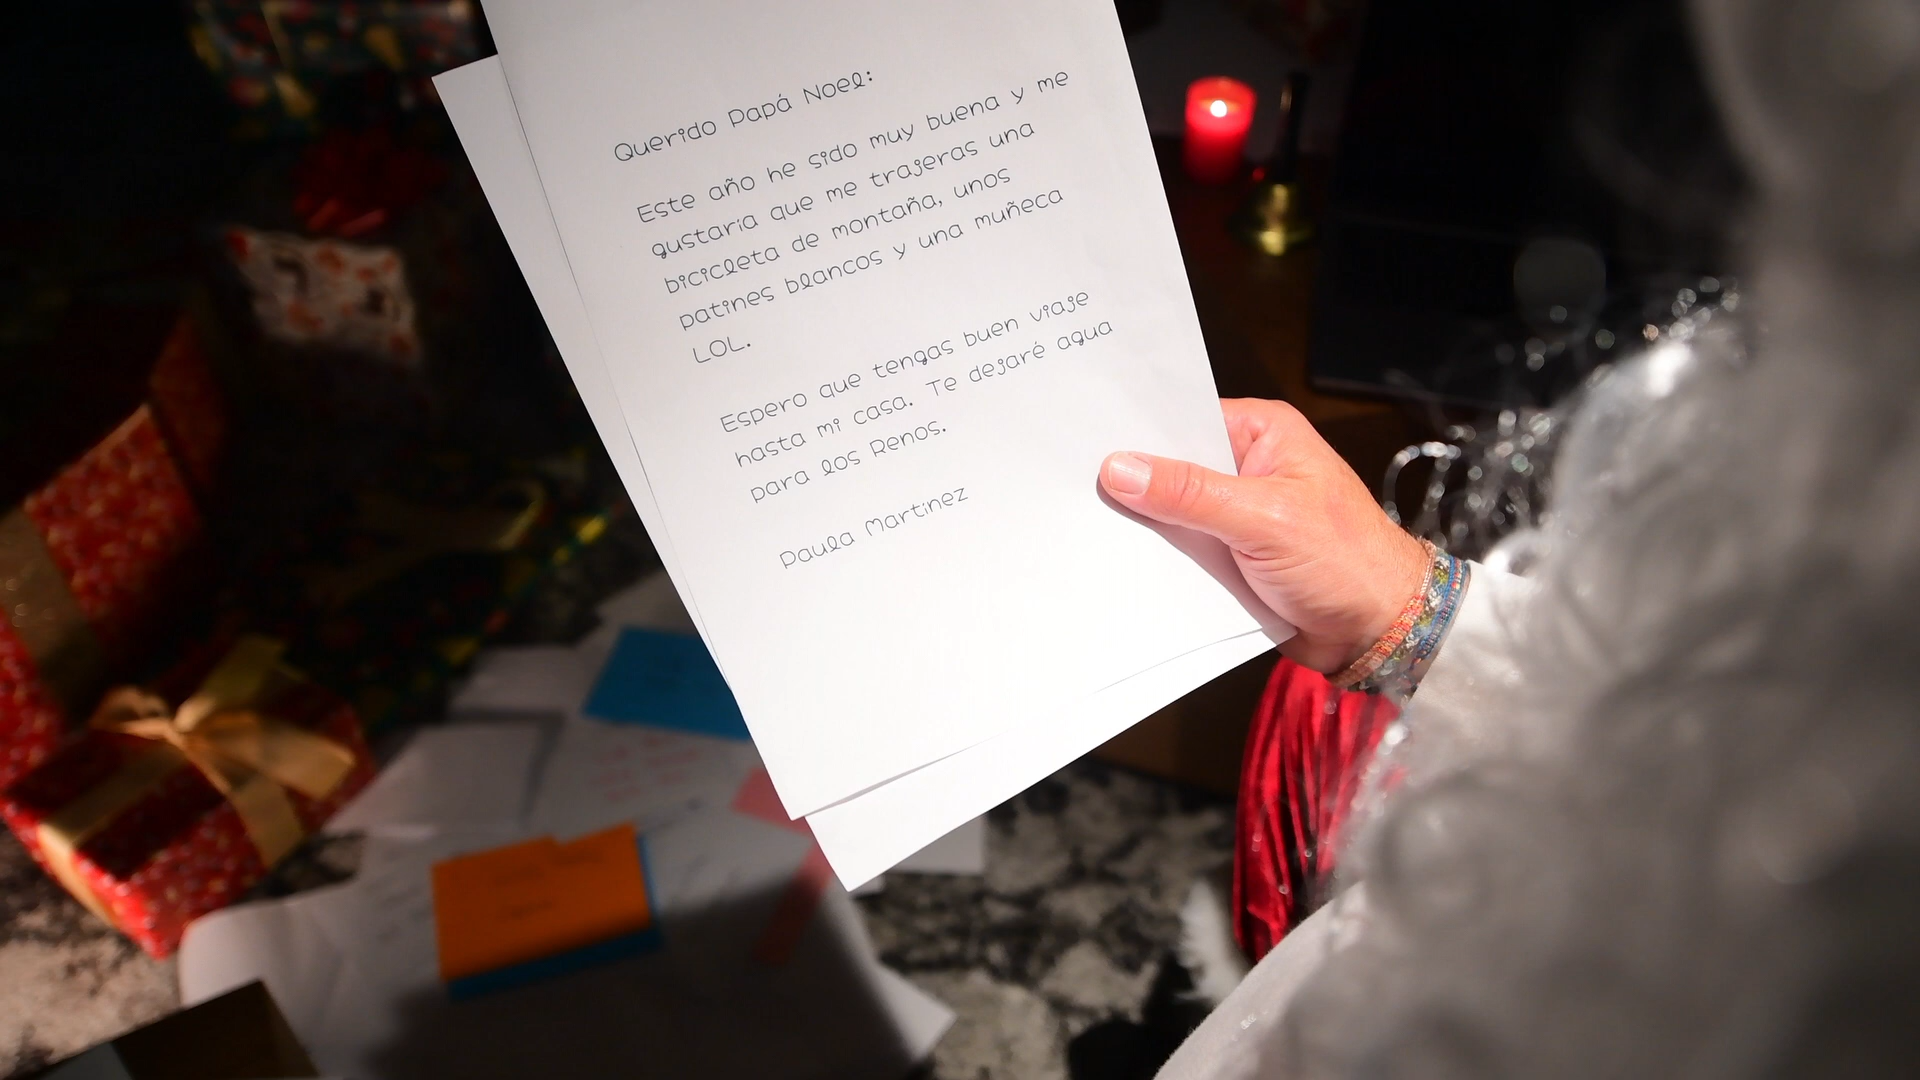 Querido Papá Noel:
Este año he sido muy buena y me
gustaría que me trajeras una
bicicleta de montaña, unos
patines blancos y una muñeca
LOL.
Espero que tengas buen viaje
hasta mi casa. Te dejaré agua
para los Renos.
Paula Martínez